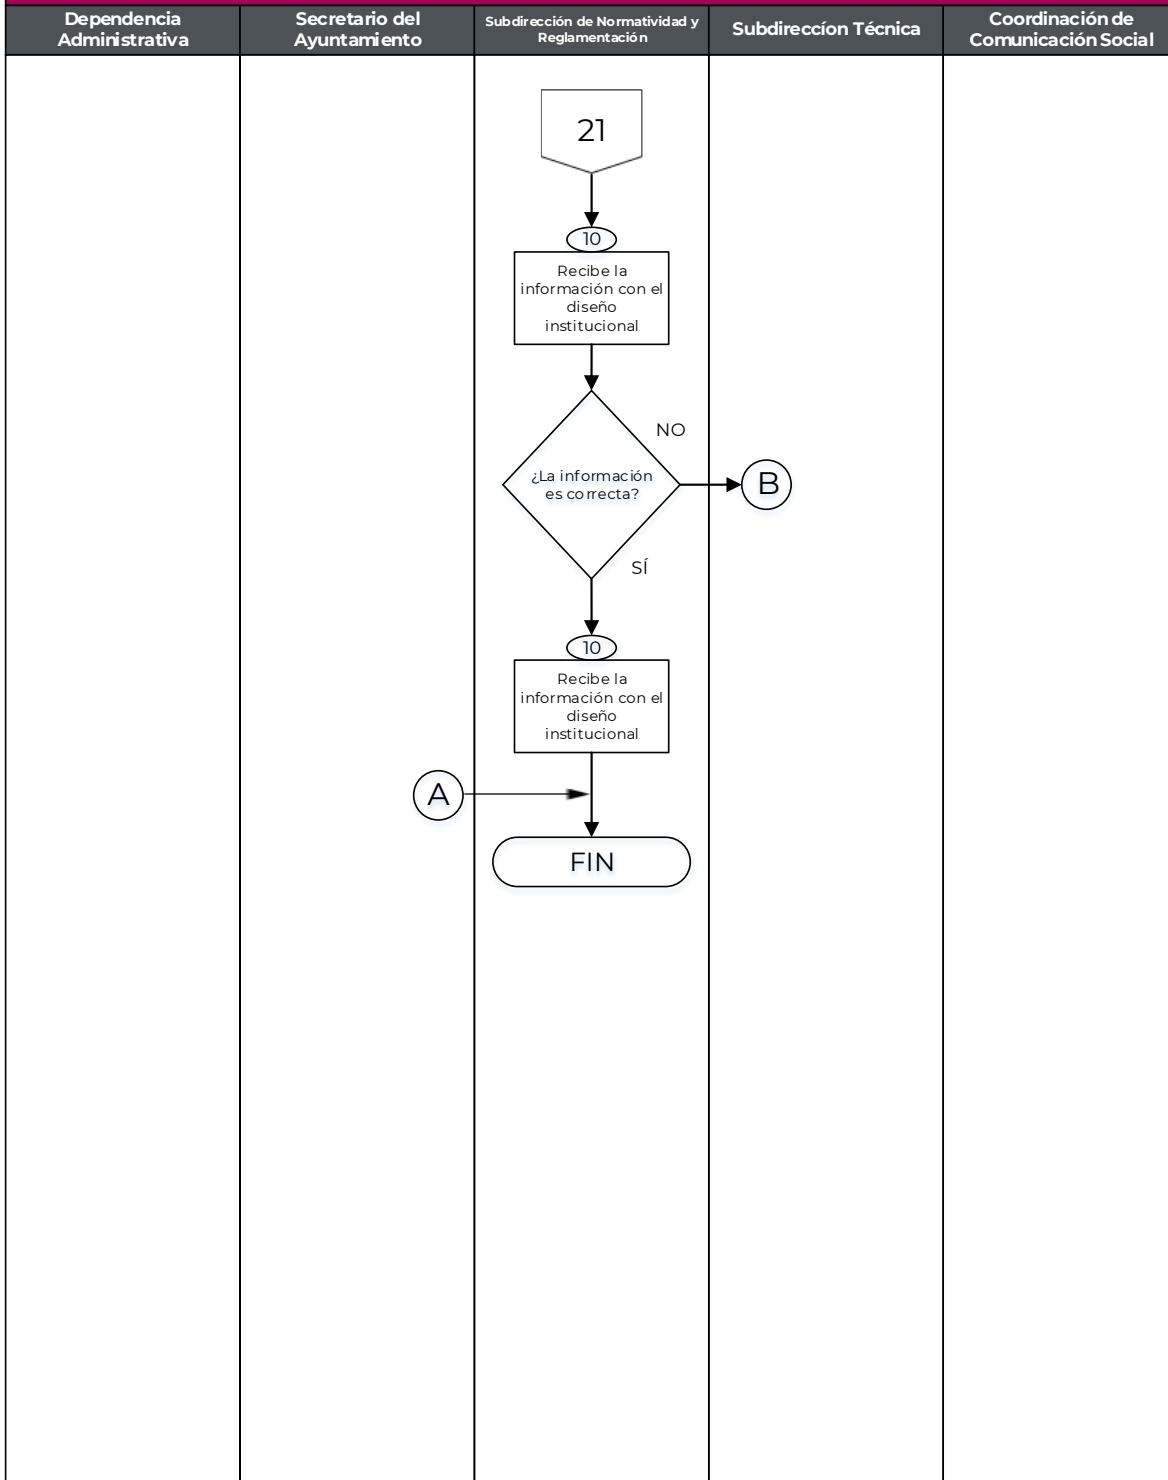 Dependencia
Administrativa
Secretario del
Ayuntamiento
Subdirección de Normatividad y
Reglamentación
Subdireccíon Técnica
Coordinación de
Comunicación Social
21
10
Recibe la
información con el
diseño
institucional
NO
¿La información
es correcta?
B
SÍ
10
Recibe la
información con el
diseño
institucional
A
FIN